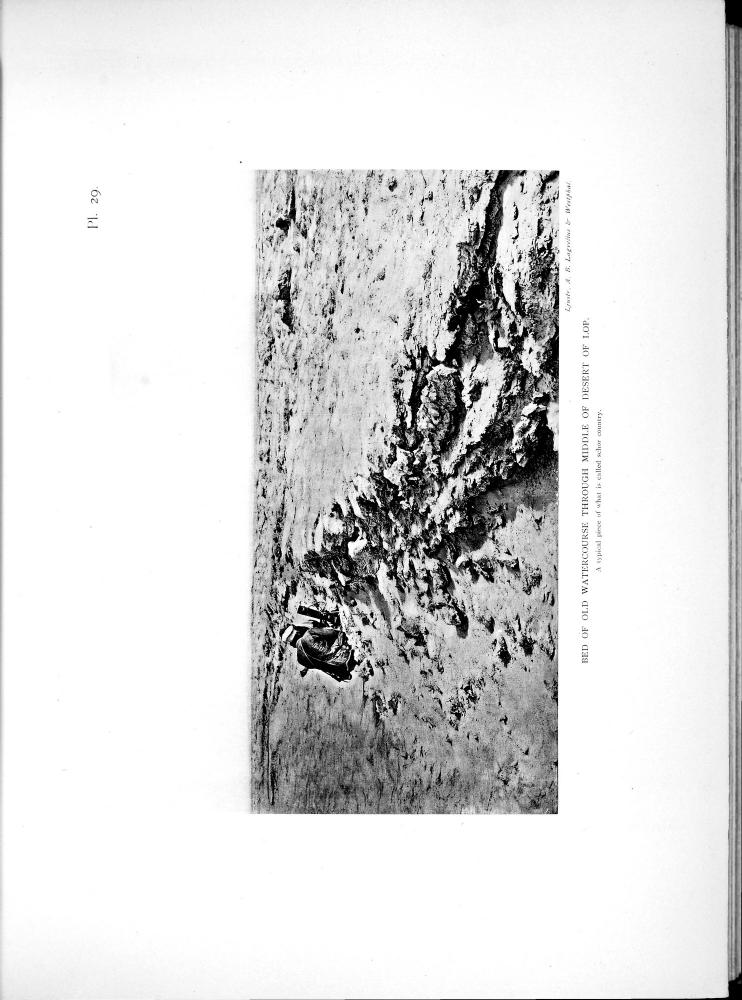 Pl. 29.
Ljustr. A. B. Lagrelius & Westphal.
BED OF OLD WATERCOURSE THROUGH MIDDLE OF DESERT OF LOP.
A typical piece of what is called schor country.